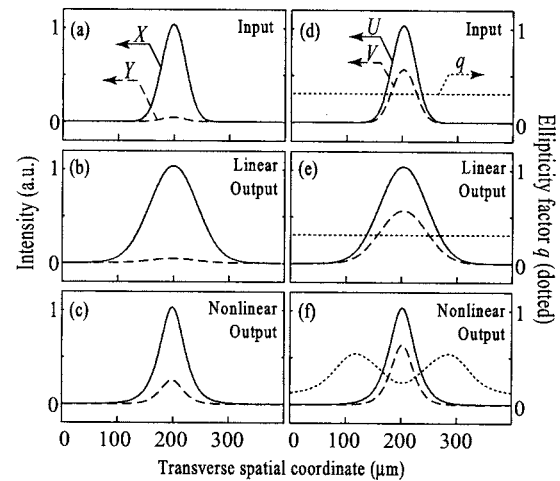 (a)
X
Input
Y
1
0
(b)
Linear
Output
1
0
(c)
Nonlinear
Output
1
0
0 100 200 300
(d)
U
Input
V
q
1
0
(e)
Linear
Output
1
0
(f)
Nonlinear
Output
1
0
0 100 200 300
Intensity (a.u.)
Ellipticity factor q (dotted)
Transverse spatial coordinate (µm)